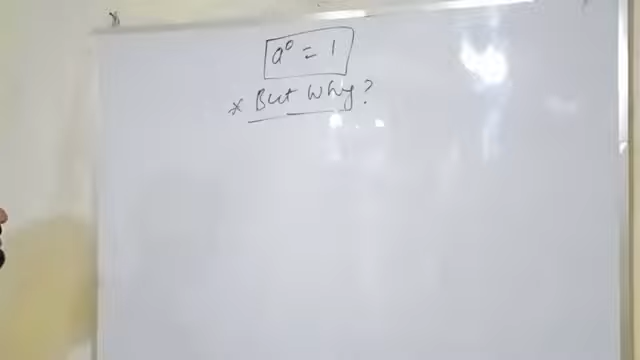 a⁰ = 1
* But Why?